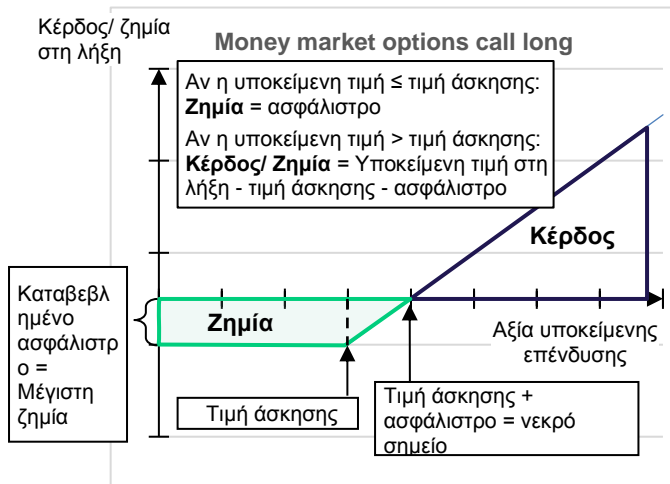 Κέρδος/ ζημία
στη λήξη
Money market options call long
Αν η υποκείμενη τιμή ≤ τιμή άσκησης:
Ζημία = ασφάλιστρο
Αν η υποκείμενη τιμή > τιμή άσκησης:
Κέρδος/ Ζημία = Υποκείμενη τιμή στη
λήξη - τιμή άσκησης - ασφάλιστρο
Κέρδος
Καταβεβλ
ημένο
ασφάλιστρ
ο =
Μέγιστη
ζημία
Ζημία
Αξία υποκείμενης
επένδυσης
Τιμή άσκησης
Τιμή άσκησης +
ασφάλιστρο = νεκρό
σημείο